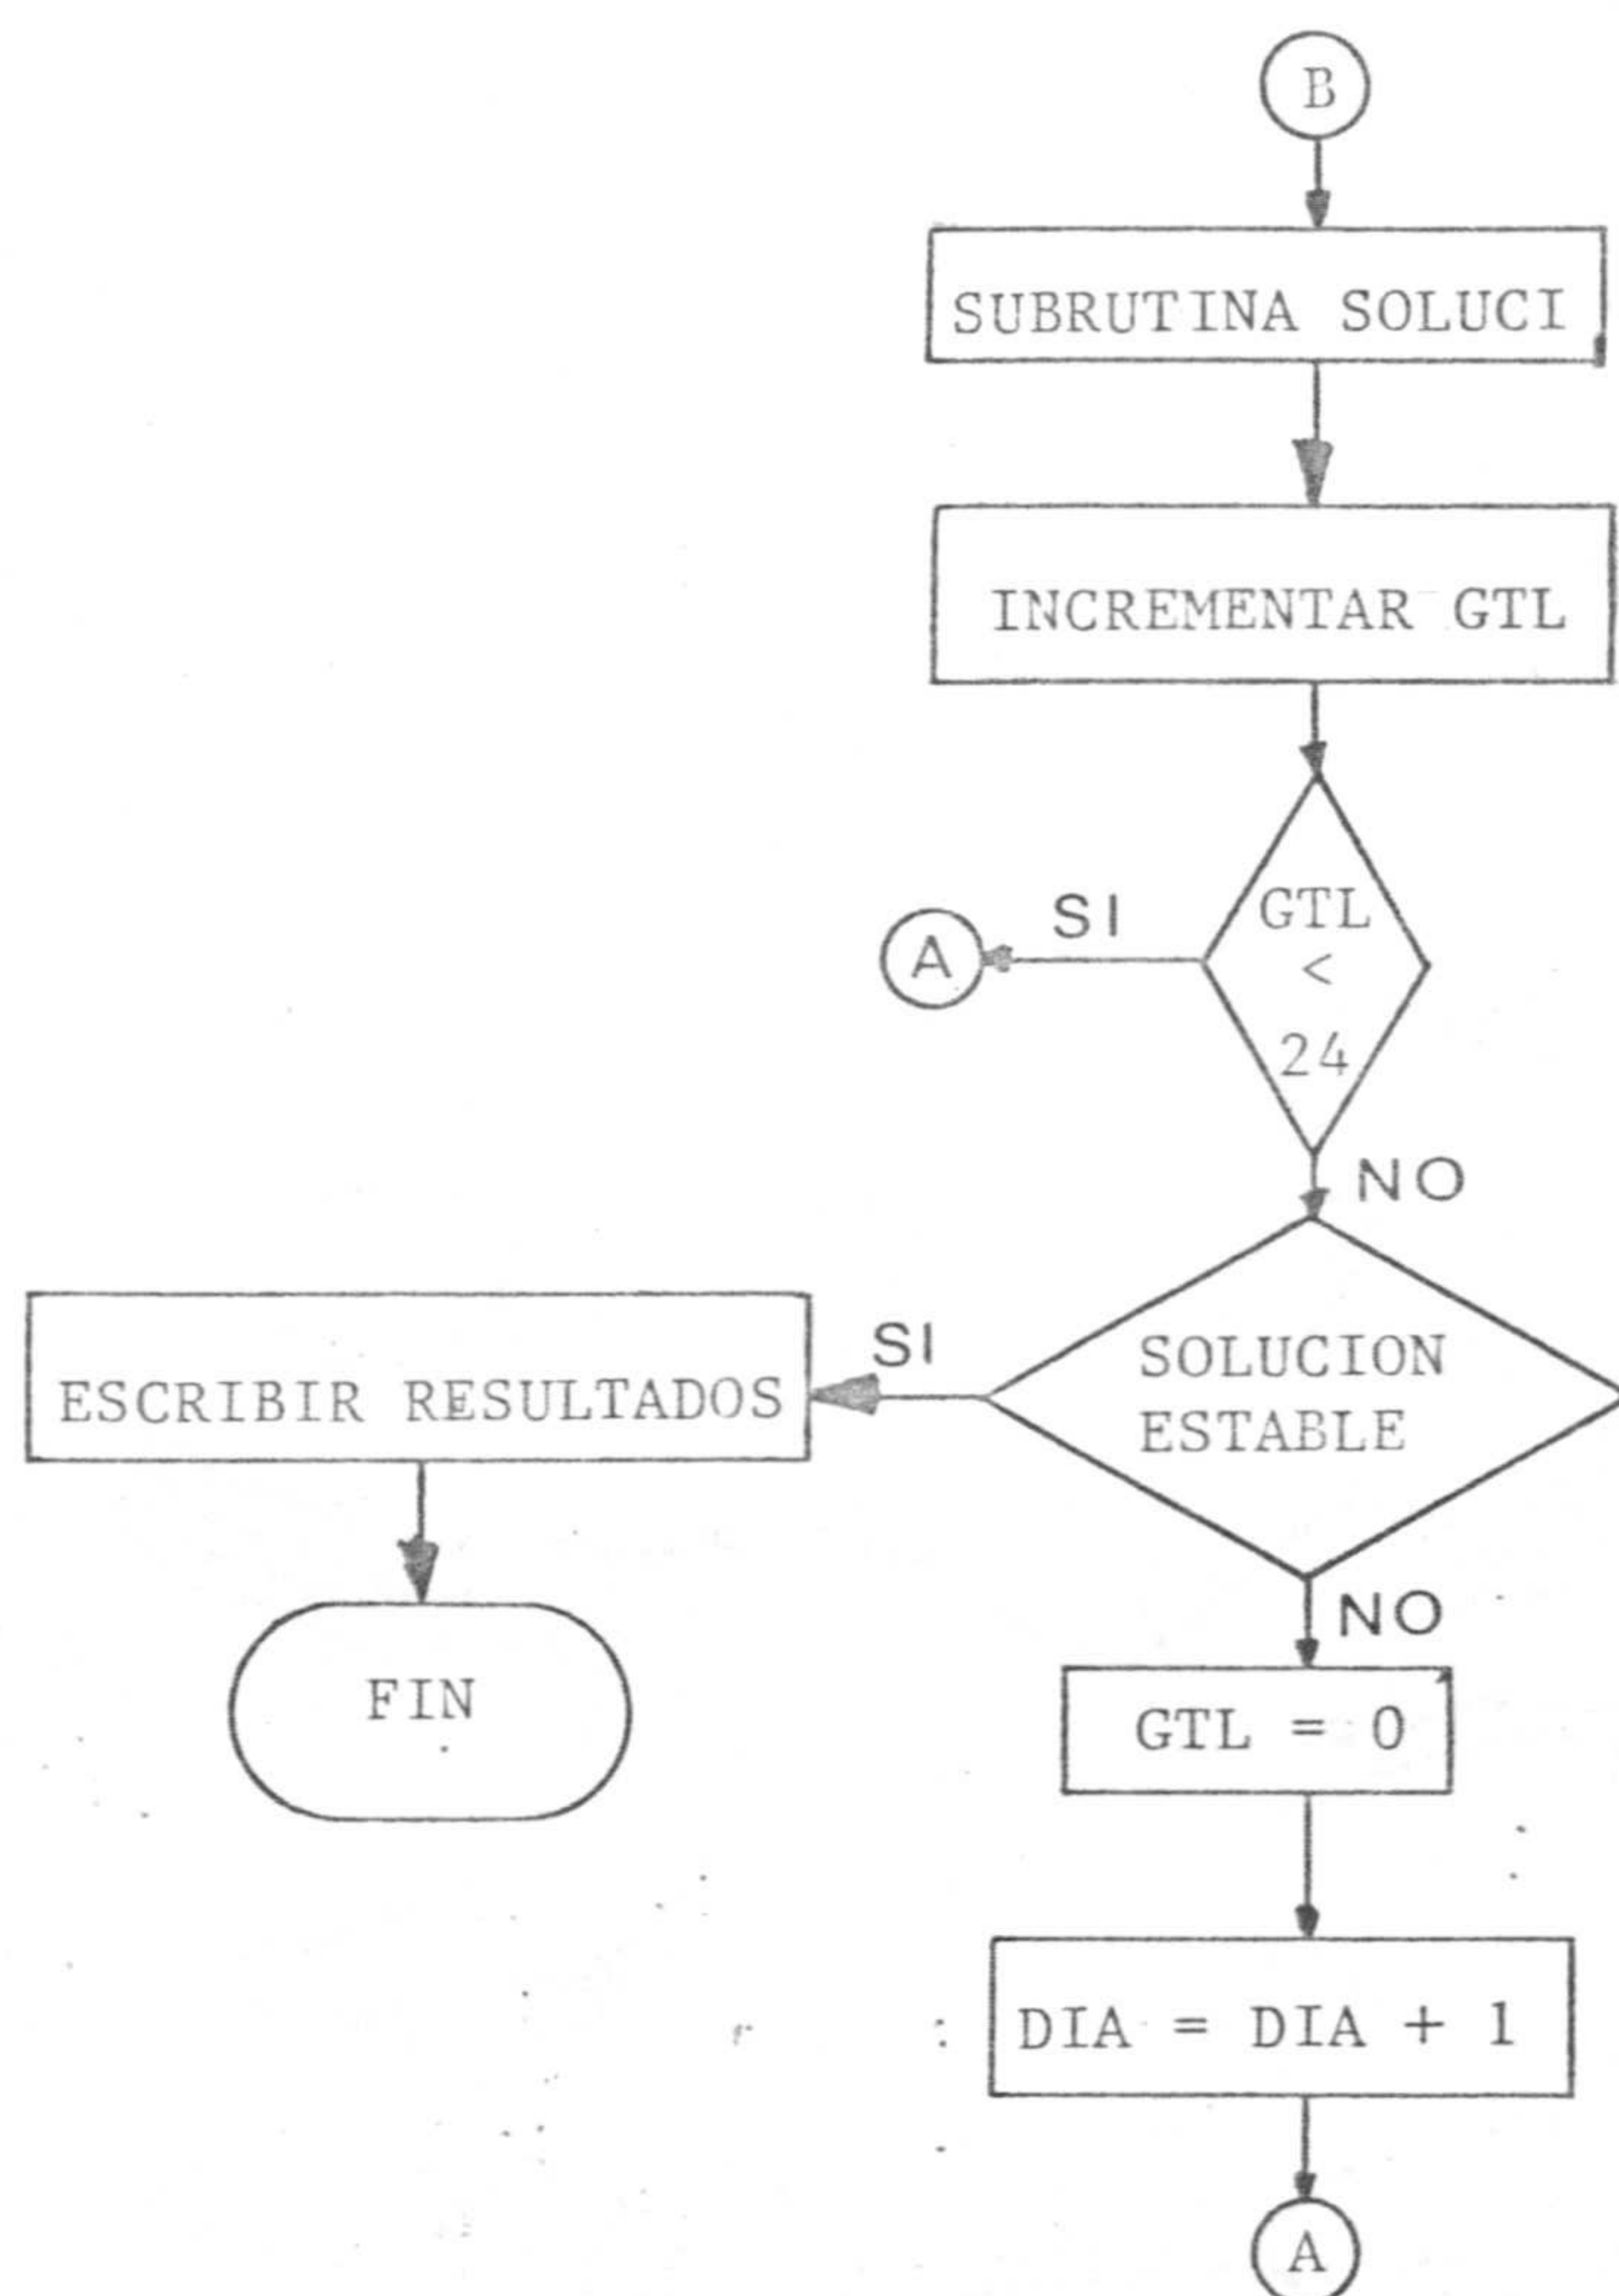 B
SUBRUTINA SOLUCI
INCREMENTAR GTL
GTL
<
24
SI
A
NO
SOLUCION
ESTABLE
SI
ESCRIBIR RESULTADOS
FIN
NO
GTL = 0
DIA = DIA + 1
A